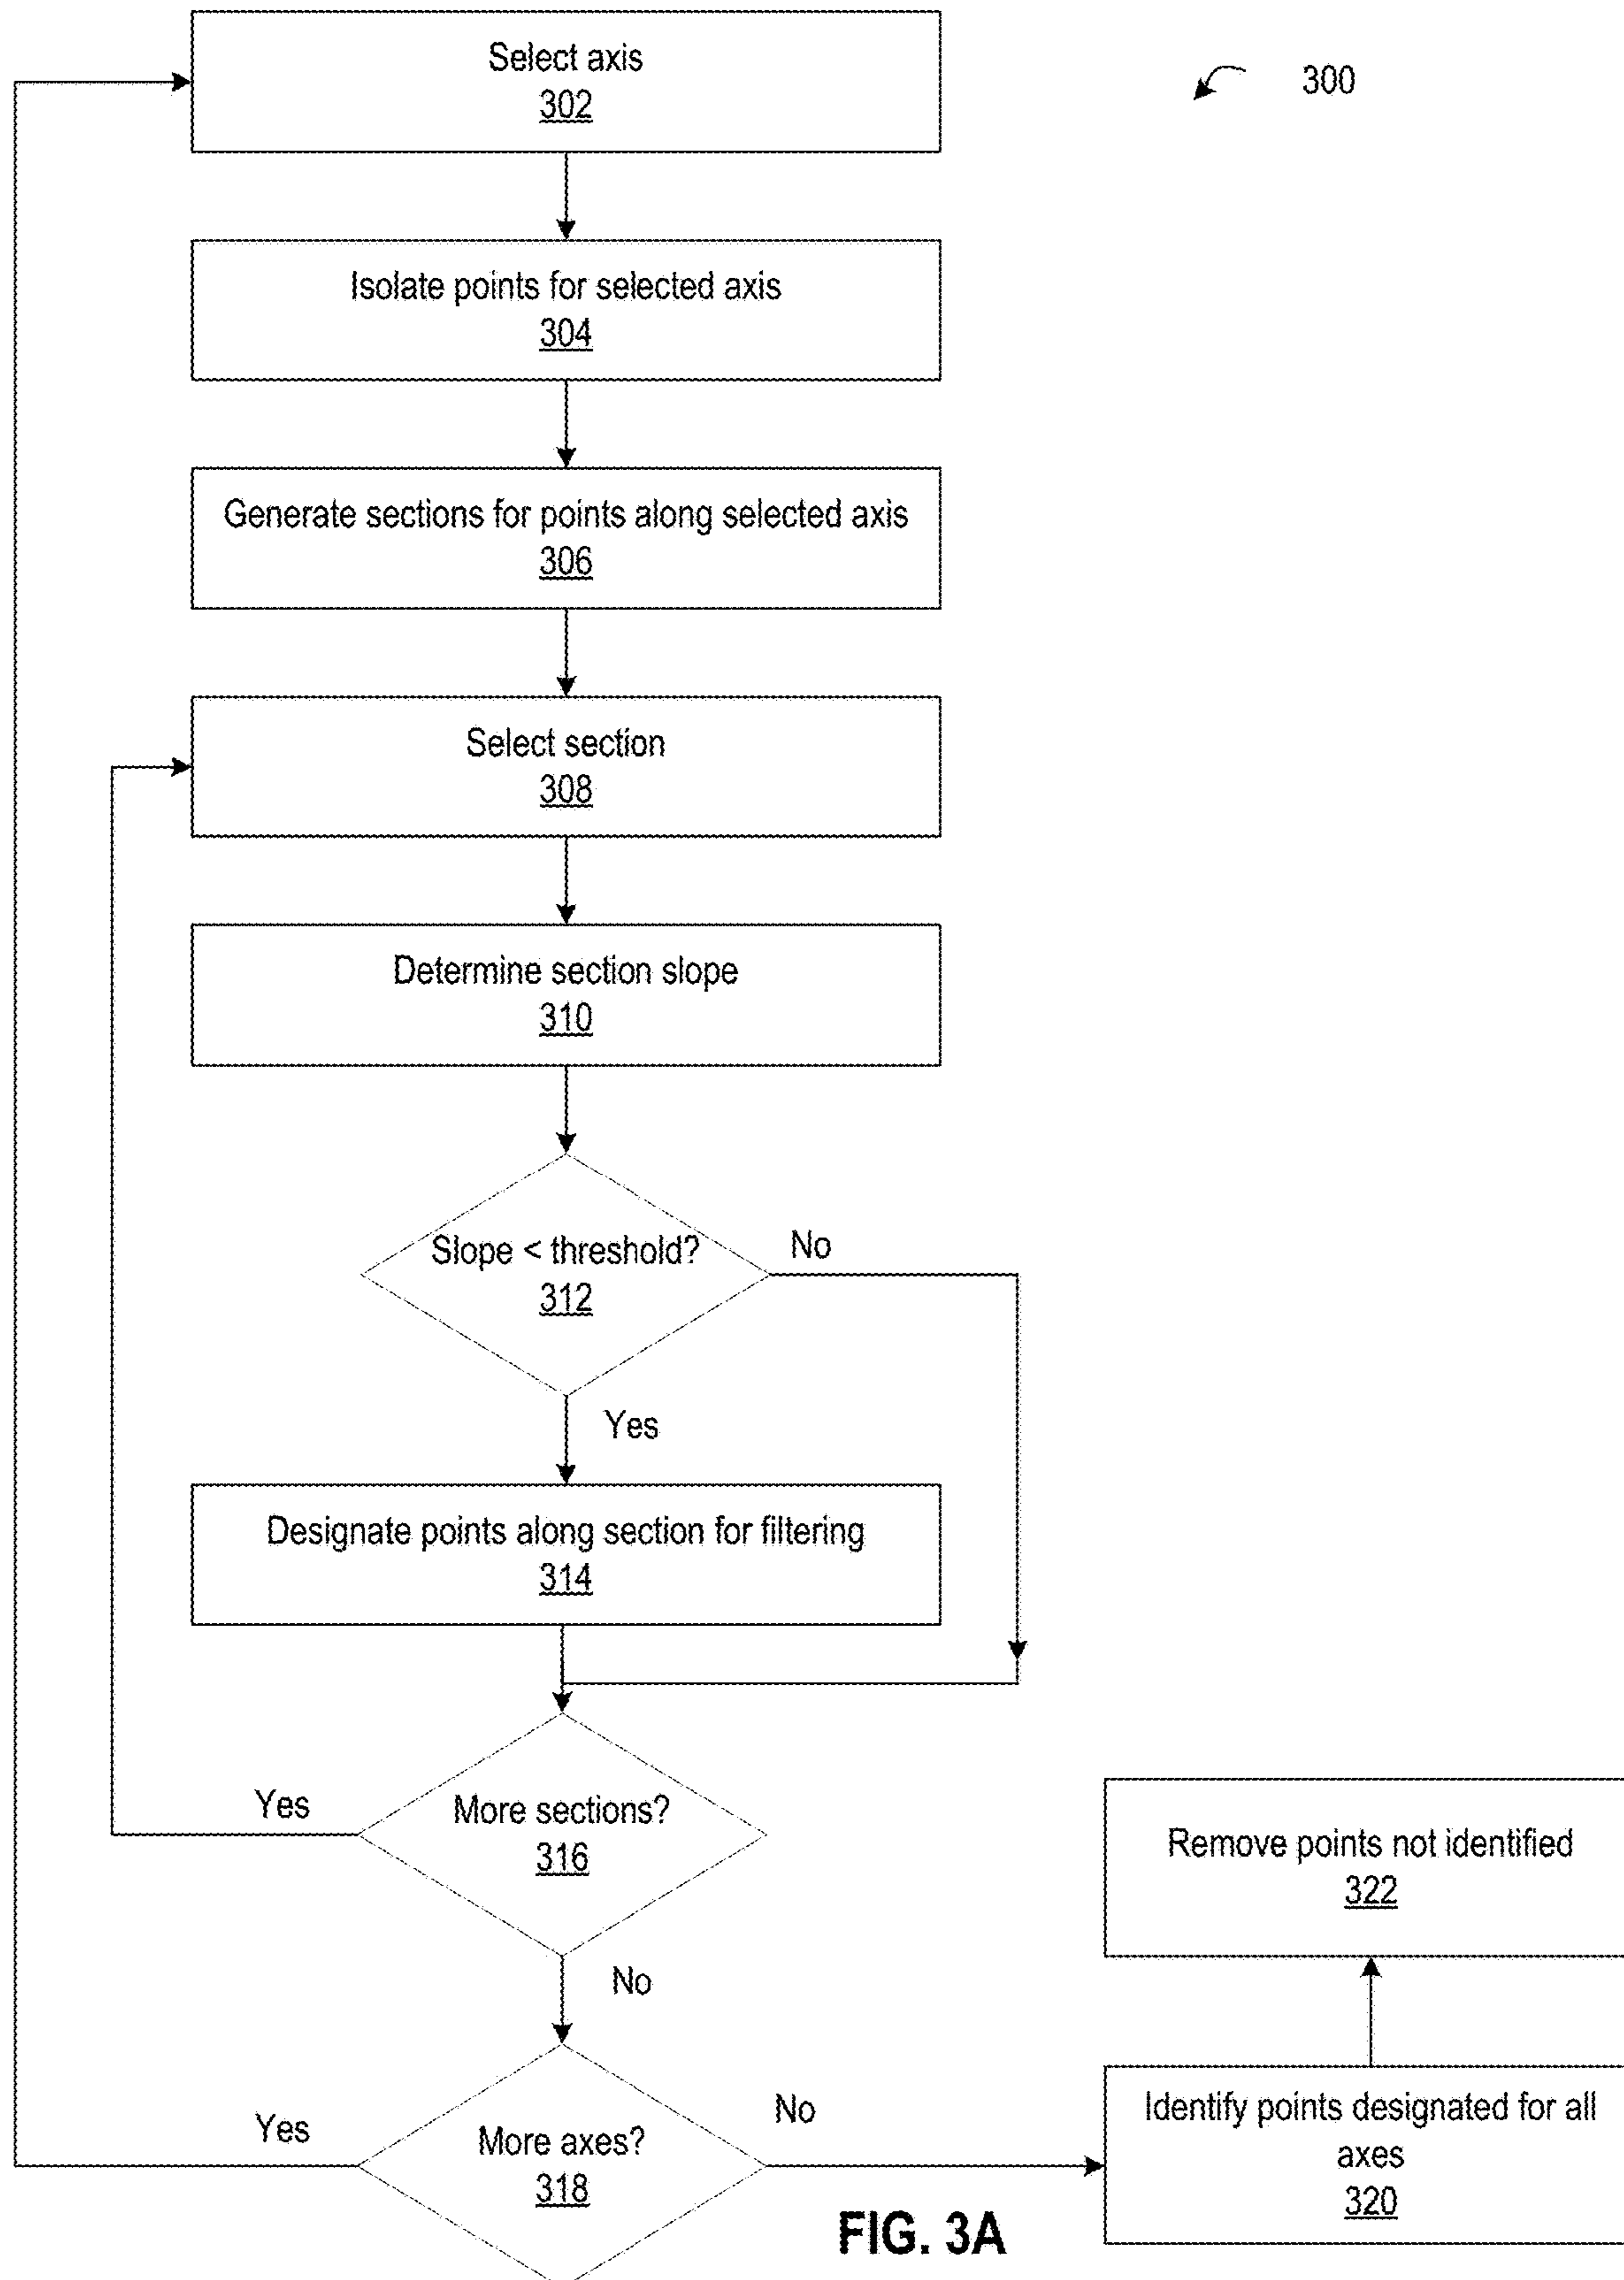 Select axis
302
300
Isolate points for selected axis
304
Generate sections for points along selected axis
306
Select section
308
Determine section slope
310
Slope < threshold?
312
No
Yes
Designate points along section for filtering
314
More sections?
316
Yes
No
More axes?
318
Yes
No
Identify points designated for all
axes
320
Remove points not identified
322
FIG. 3A